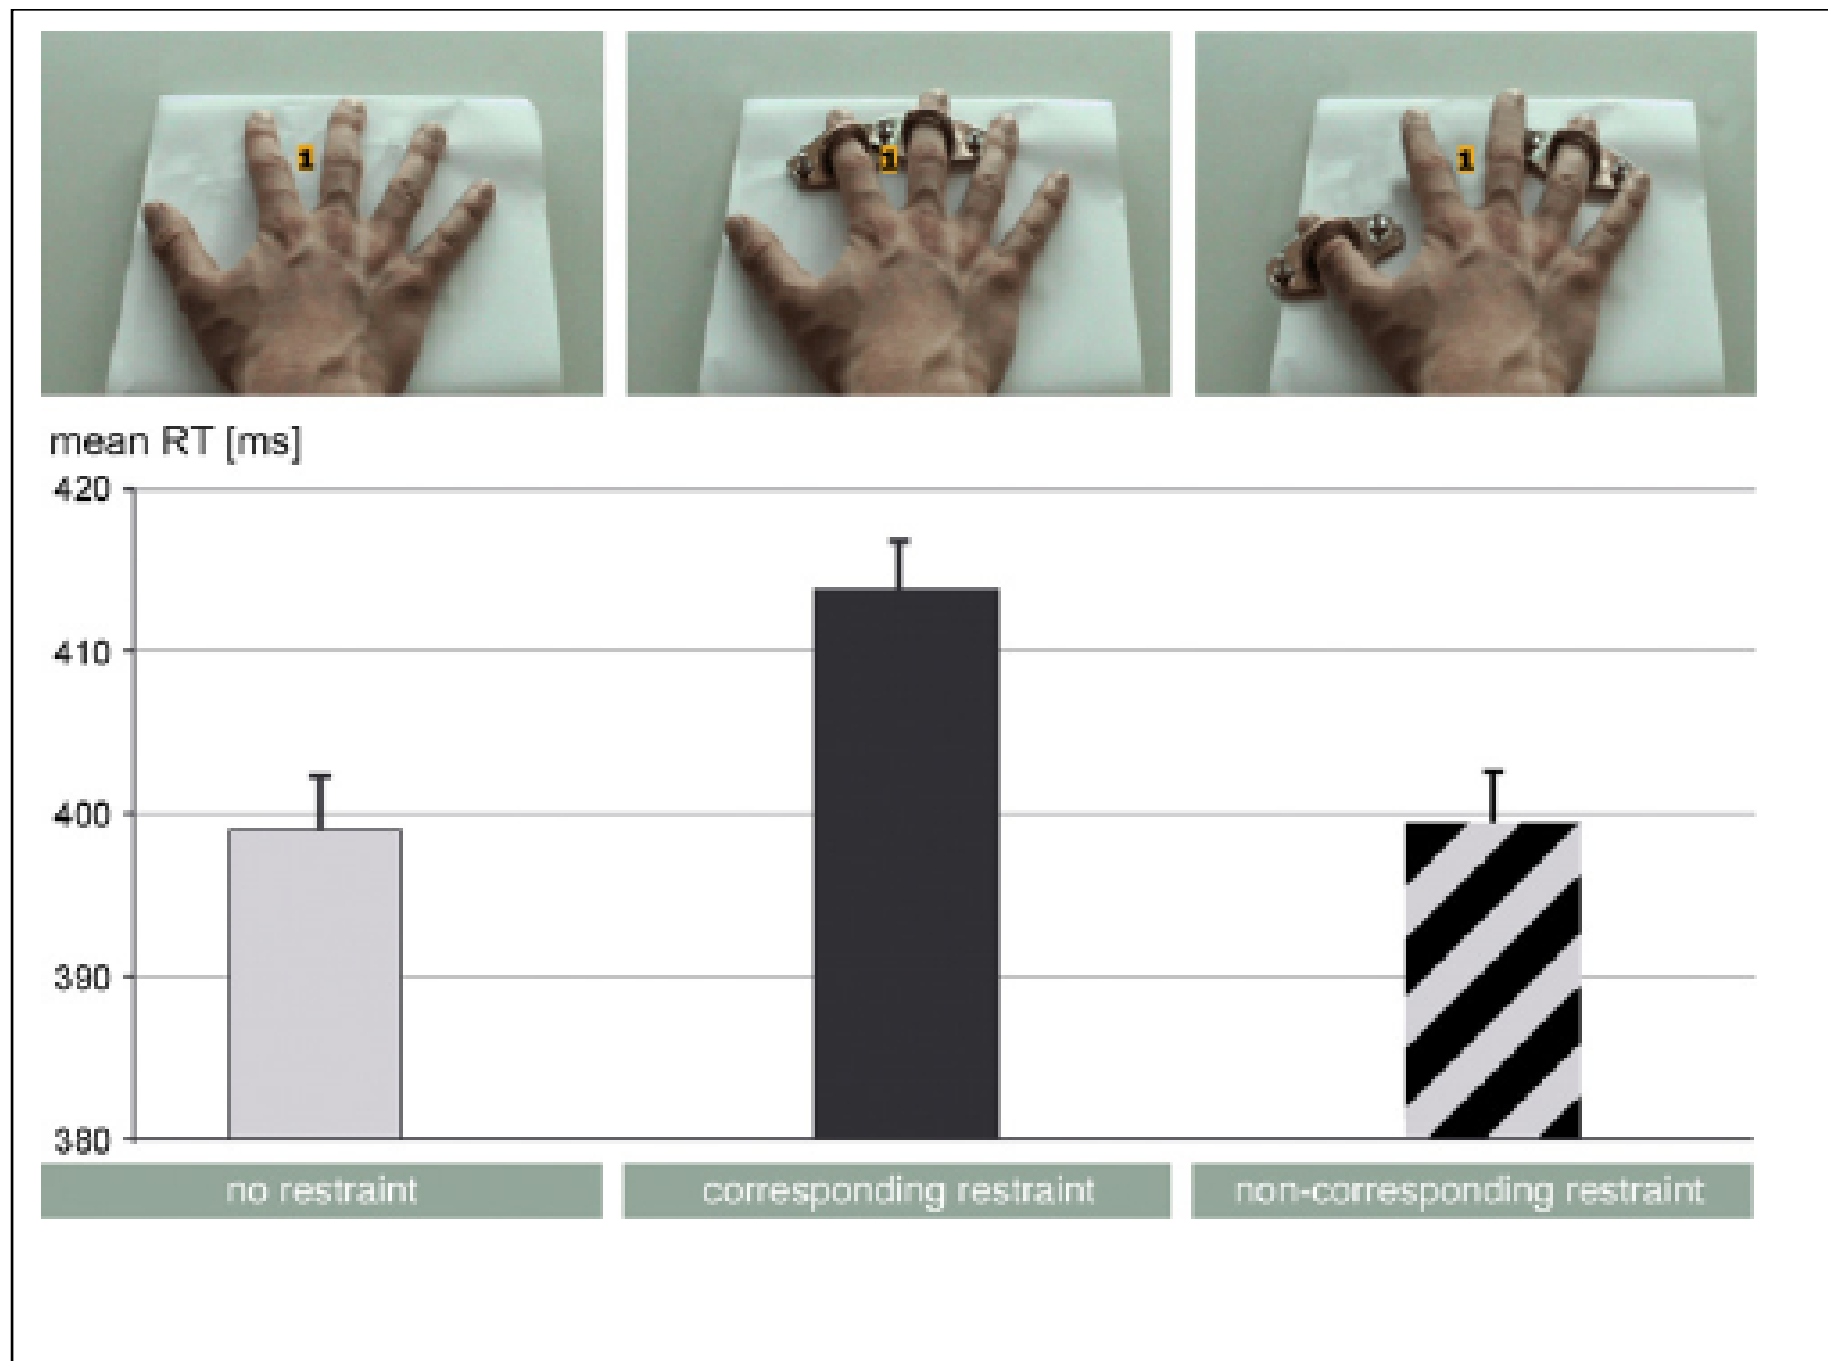 1
1
1
mean RT [ms]
420
410
400
390
380
no restraint
corresponding restraint
non-corresponding restraint